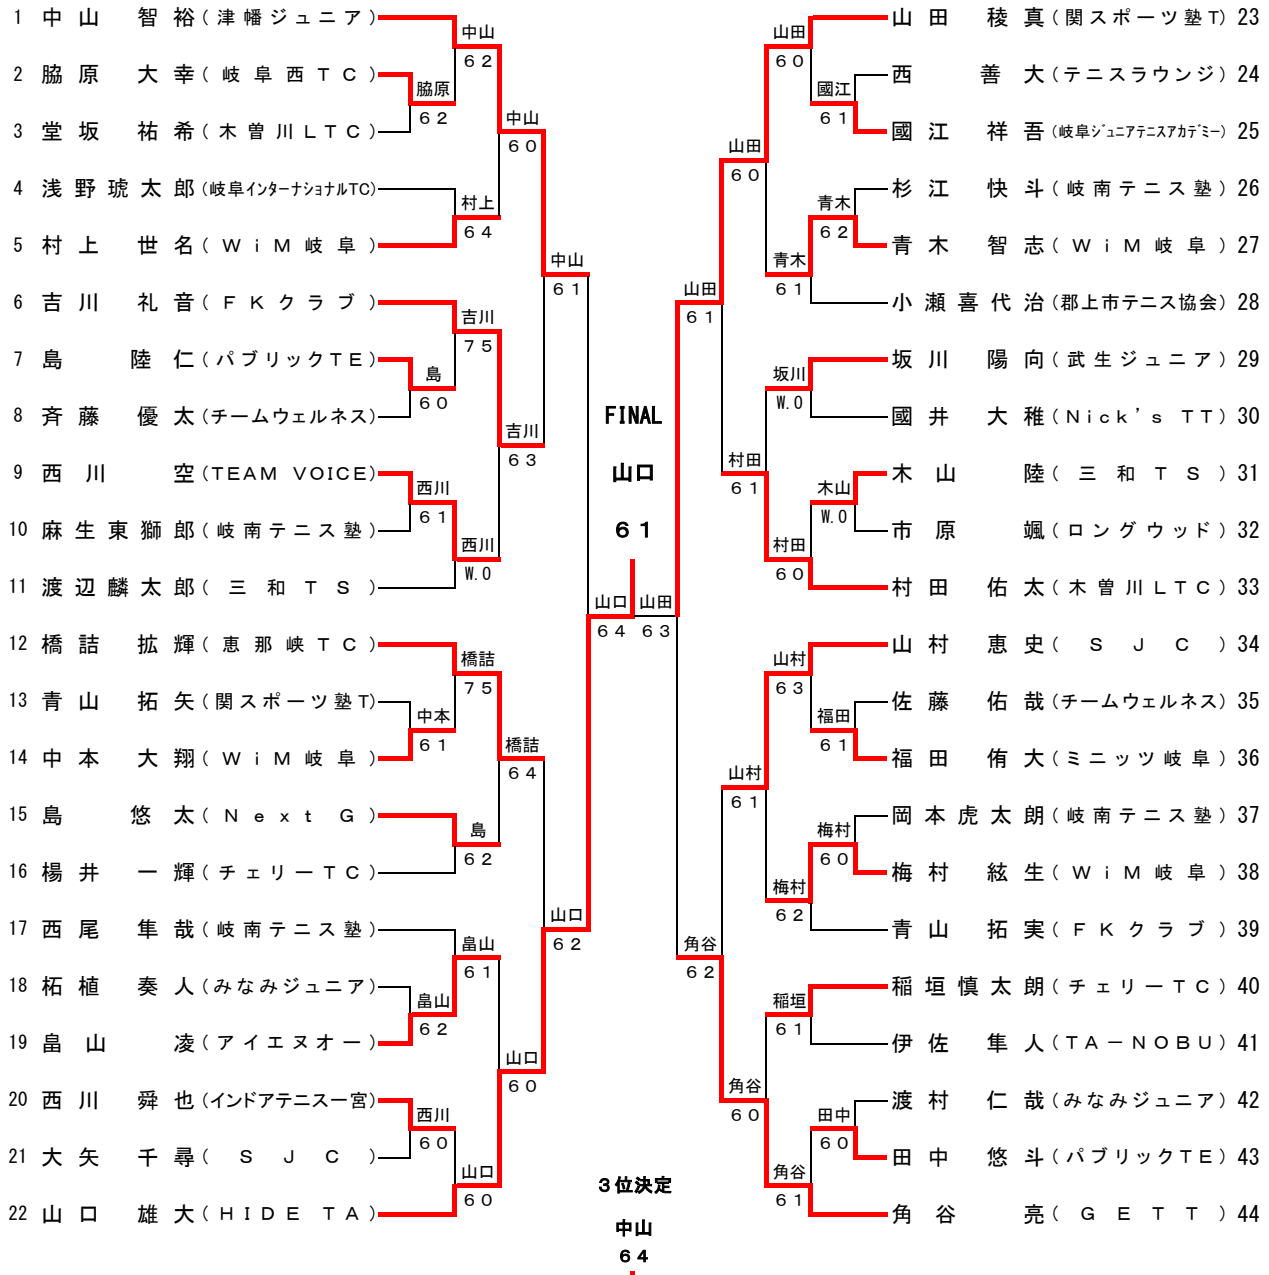 1 中山 智裕(津幡ジュニア)
2 脇原 大幸(岐阜西TC)
3 堂坂 祐希(木曽川LTC)
4 浅野琥太郎(岐阜インターナショナルTC)
5 村上 世名(WiM岐阜)
6 吉川 礼音(FKクラブ)
7 島 陸仁(パブリックTE)
8 斉藤 優太(チームウェルネス)
9 西川 空(TEAM VOICE)
10 麻生東獅郎(岐南テニス塾)
11 渡辺麟太郎(三和TS)
12 橋詰 拡輝(恵那峡TC)
13 青山 拓矢(関スポーツ塾T)
14 中本 大翔(WiM岐阜)
15 島 悠太(Next G)
16 楊井 一輝(チェリーTC)
17 西尾 隼哉(岐南テニス塾)
18 柘植 奏人(みなみジュニア)
19 畠山 凌(アイエヌオー)
20 西川 舜也(インドアテニス一宮)
21 大矢 千尋(SJC)
22 山口 雄大(HIDE TA)
脇原
62
島
60
西川
61
中本
61
畠山
62
西川
60
中山
62
村上
64
吉川
75
西川
W.O
橋詰
75
島
62
畠山
61
山口
60
中山
60
吉川
63
橋詰
64
山口
60
中山
61
山口
62
山口
64
FINAL
山口
61
山田
63
3位決定
中山
64
山田
61
角谷
62
山田
60
村田
61
山村
61
角谷
60
山田
60
青木
61
坂川
W.O
村田
60
山村
63
梅村
62
稲垣
61
角谷
61
國江
61
青木
62
木山
W.O
福田
61
梅村
60
田中
60
山田 稜真(関スポーツ塾T) 23
西 善大(テニスラウンジ) 24
國江 祥吾(岐阜ジュニアテニスアカデミー) 25
杉江 快斗(岐南テニス塾) 26
青木 智志(WiM岐阜) 27
小瀬喜代治(郡上市テニス協会) 28
坂川 陽向(武生ジュニア) 29
國井 大稚(Nick's TT) 30
木山 陸(三和TS) 31
市原 颯(ロングウッド) 32
村田 佑太(木曽川LTC) 33
山村 恵史(SJC) 34
佐藤 佑哉(チームウェルネス) 35
福田 侑大(ミニッツ岐阜) 36
岡本虎太朗(岐南テニス塾) 37
梅村 絃生(WiM岐阜) 38
青山 拓実(FKクラブ) 39
稲垣慎太朗(チェリーTC) 40
伊佐 隼人(TA-NOBU) 41
渡村 仁哉(みなみジュニア) 42
田中 悠斗(パブリックTE) 43
角谷 亮(GETT) 44